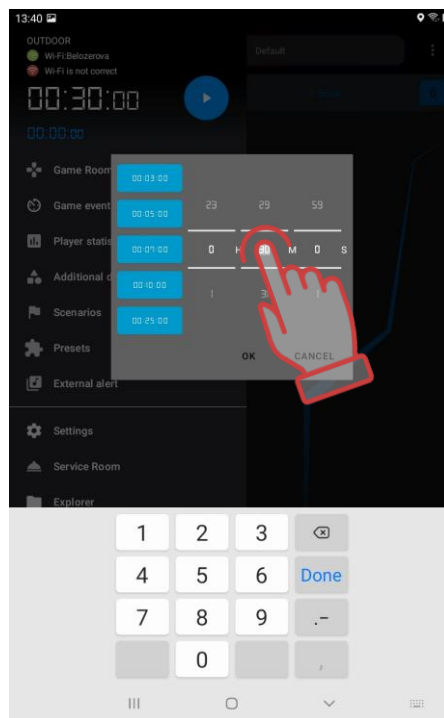 13:40
OUTDOOR
Wi-Fi:Belozerova
Wi-Fi is not correct
Default
00:30:00
00:00:00
Game Room
Game event
Player statis
Additional d
Scenarios
Presets
External alert
Settings
Service Room
Explorer
00:03:00
00:05:00
00:07:00
00:10:00
00:25:00
23 29 59
0 H 30 M 0 S
1 1
OK CANCEL
1 2 3
4 5 6 Done
7 8 9 .-
0 ,